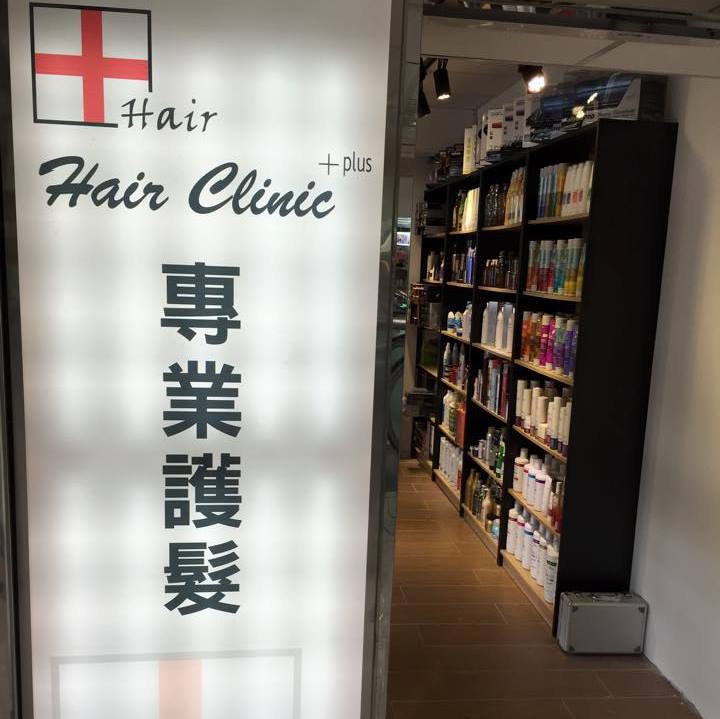 Hair
Hair Clinic +plus
專業護髮